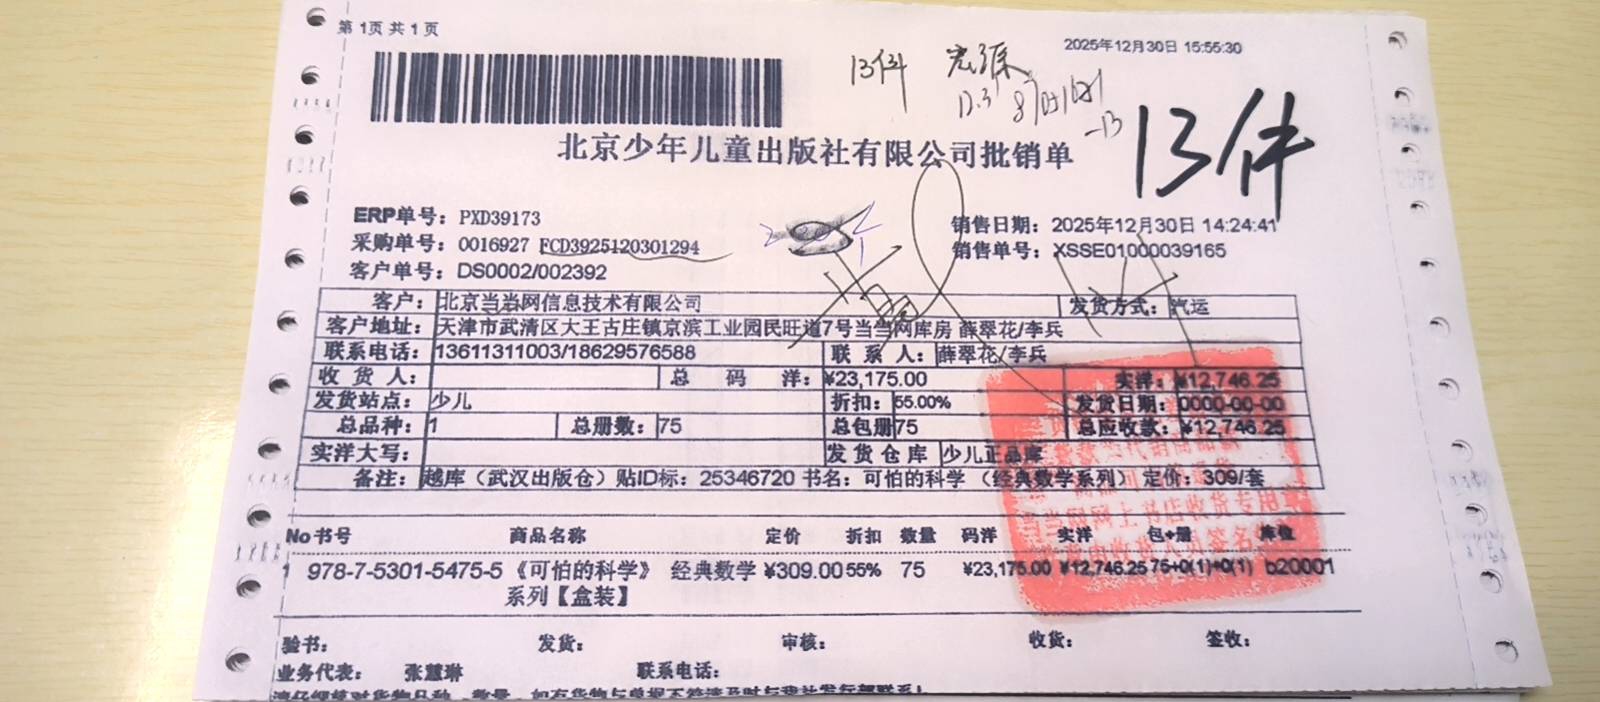 第 1页 共 1 页
2025年12月30日 15:55:30
13件
13件
北京少年儿童出版社有限公司批销单
ERP单号: PXD39173
销售日期: 2025年12月30日 14:24:41
采购单号: 0016927 FCD3925120301294
销售单号: XSSE01000039165
客户单号: DS0002/002392
客户: 北京当当网信息技术有限公司 发货方式: 汽运
客户地址: 天津市武清区大王古庄镇京滨工业园民旺道7号当当网库房 薛翠花/李兵
联系电话: 13611311003/18629576588 联 系 人: 薛翠花/李兵
收 货 人: 总 码 洋: ¥23,175.00 实洋: ¥12,746.25
发货站点: 少儿 折扣: 55.00% 发货日期: 0000-00-00
总品种: 1 总册数: 75 总包册 75 总应收款: ¥12,746.25
实洋大写: 发 货 仓 库 少儿正品库
备注: 越库（武汉出版仓）贴ID标: 25346720 书名: 可怕的科学 （经典数学系列） 定价: 309/套
No 书号 商品名称 定价 折扣 数量 码洋 实洋 包+册 库位
1 978-7-5301-5475-5 《可怕的科学》 经典数学 ¥309.00 55% 75 ¥23,175.00 ¥12,746.25 75+0(1)+0(1) b20001
系列【盒装】
验书: 发货: 审核: 收货: 签收:
业务代表: 张慧琳 联系电话: